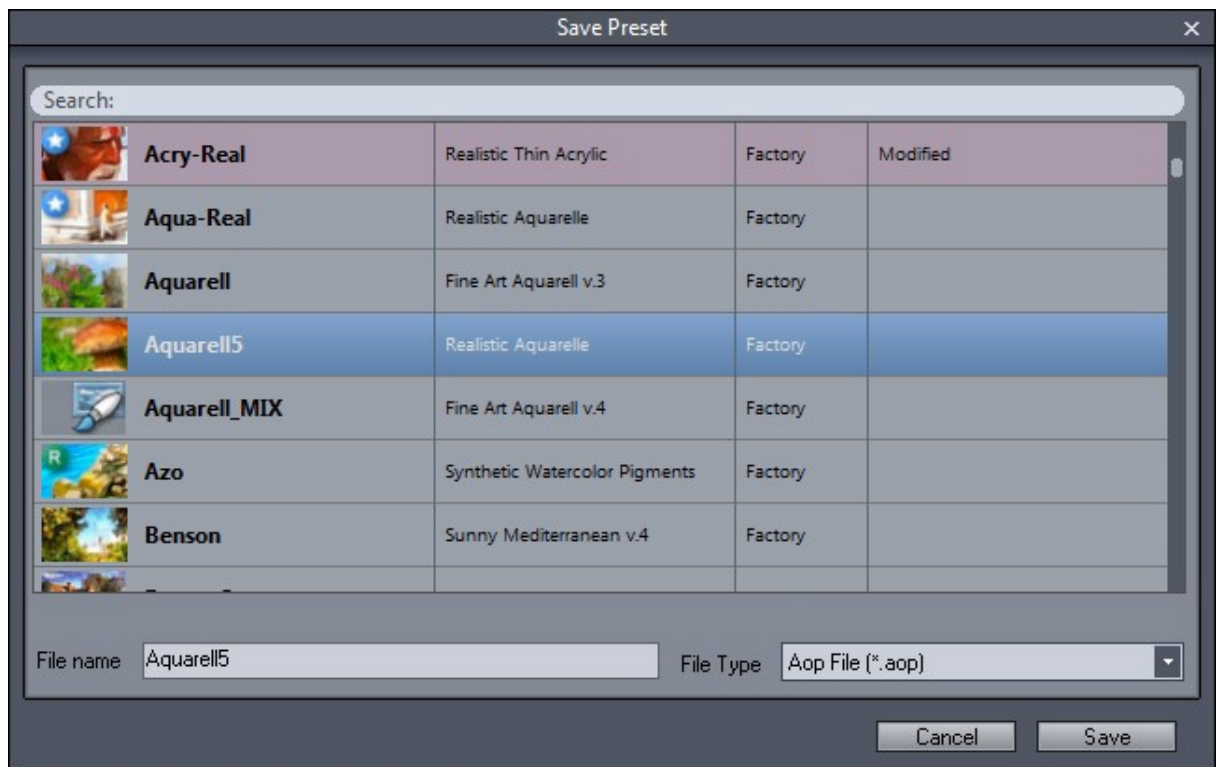 Save Preset
Search:
Acry-Real Realistic Thin Acrylic Factory Modified
Aqua-Real Realistic Aquarelle Factory
Aquarell Fine Art Aquarell v.3 Factory
Aquarell5 Realistic Aquarelle Factory
Aquarell_MIX Fine Art Aquarell v.4 Factory
R
Azo Synthetic Watercolor Pigments Factory
Benson Sunny Mediterranean v.4 Factory
File name Aquarell5 File Type Aop File (*.aop)
Cancel Save